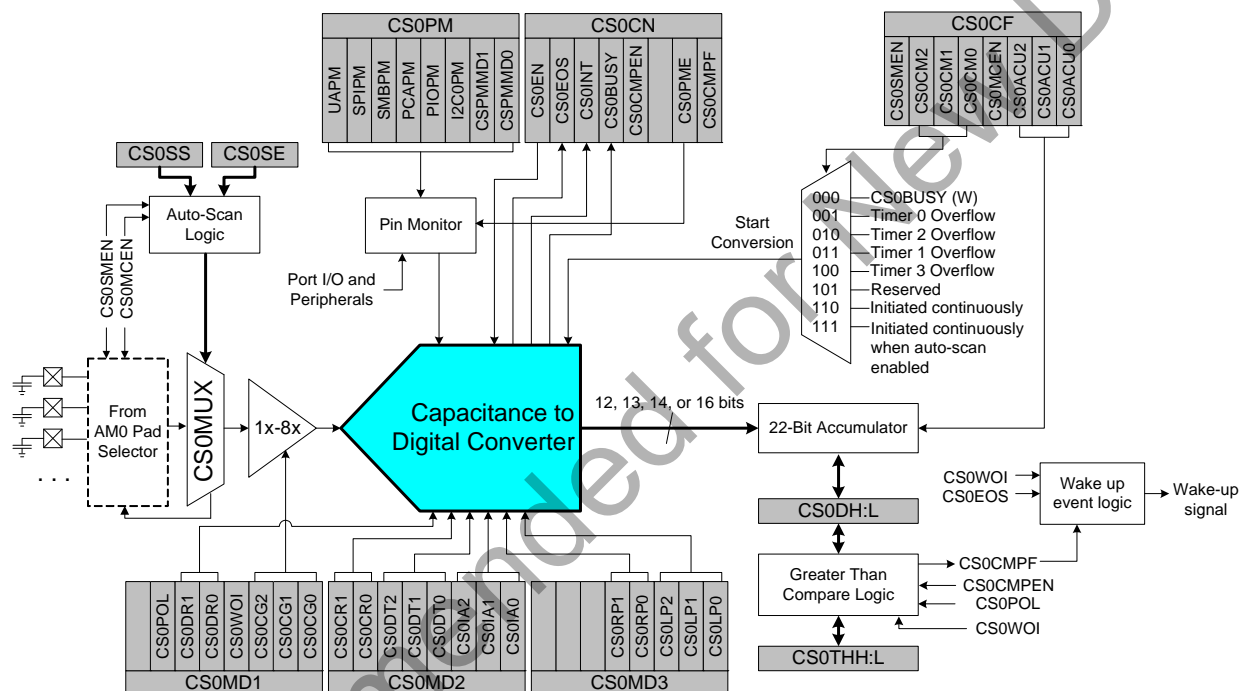 CS0PM
UAPM
SPIPM
SMBPM
PCAPM
PIOPM
I2C0PM
CSPMMD1
CSPMMD0
CS0CN
CS0EN
CS0EOS
CS0INT
CS0BUSY
CS0CMPEN
CS0PME
CS0CMPF
CS0CF
CS0SMEN
CS0CM2
CS0CM1
CS0CM0
CS0MCEN
CS0ACU2
CS0ACU1
CS0ACU0
CS0SS
CS0SE
Auto-Scan
Logic
CS0SMEN
CS0MCEN
Pin Monitor
Port I/O and
Peripherals
Start
Conversion
000 CS0BUSY (W)
001 Timer 0 Overflow
010 Timer 2 Overflow
011 Timer 1 Overflow
100 Timer 3 Overflow
101 Reserved
110 Initiated continuously
111 Initiated continuously
when auto-scan
enabled
From
AM0 Pad
Selector
. . .
CS0MUX
1x-8x
Capacitance to
Digital Converter
12, 13, 14, or 16 bits
22-Bit Accumulator
CS0DH:L
Greater Than
Compare Logic
CS0THH:L
CS0CMPF
CS0CMPEN
CS0POL
CS0WOI
CS0WOI
CS0EOS
Wake up
event logic
Wake-up
signal
CS0POL
CS0DR1
CS0DR0
CS0WOI
CS0CG2
CS0CG1
CS0CG0
CS0MD1
CS0CR1
CS0CR0
CS0DT2
CS0DT1
CS0DT0
CS0IA2
CS0IA1
CS0IA0
CS0MD2
CS0RP1
CS0RP0
CS0LP2
CS0LP1
CS0LP0
CS0MD3
mended for New D